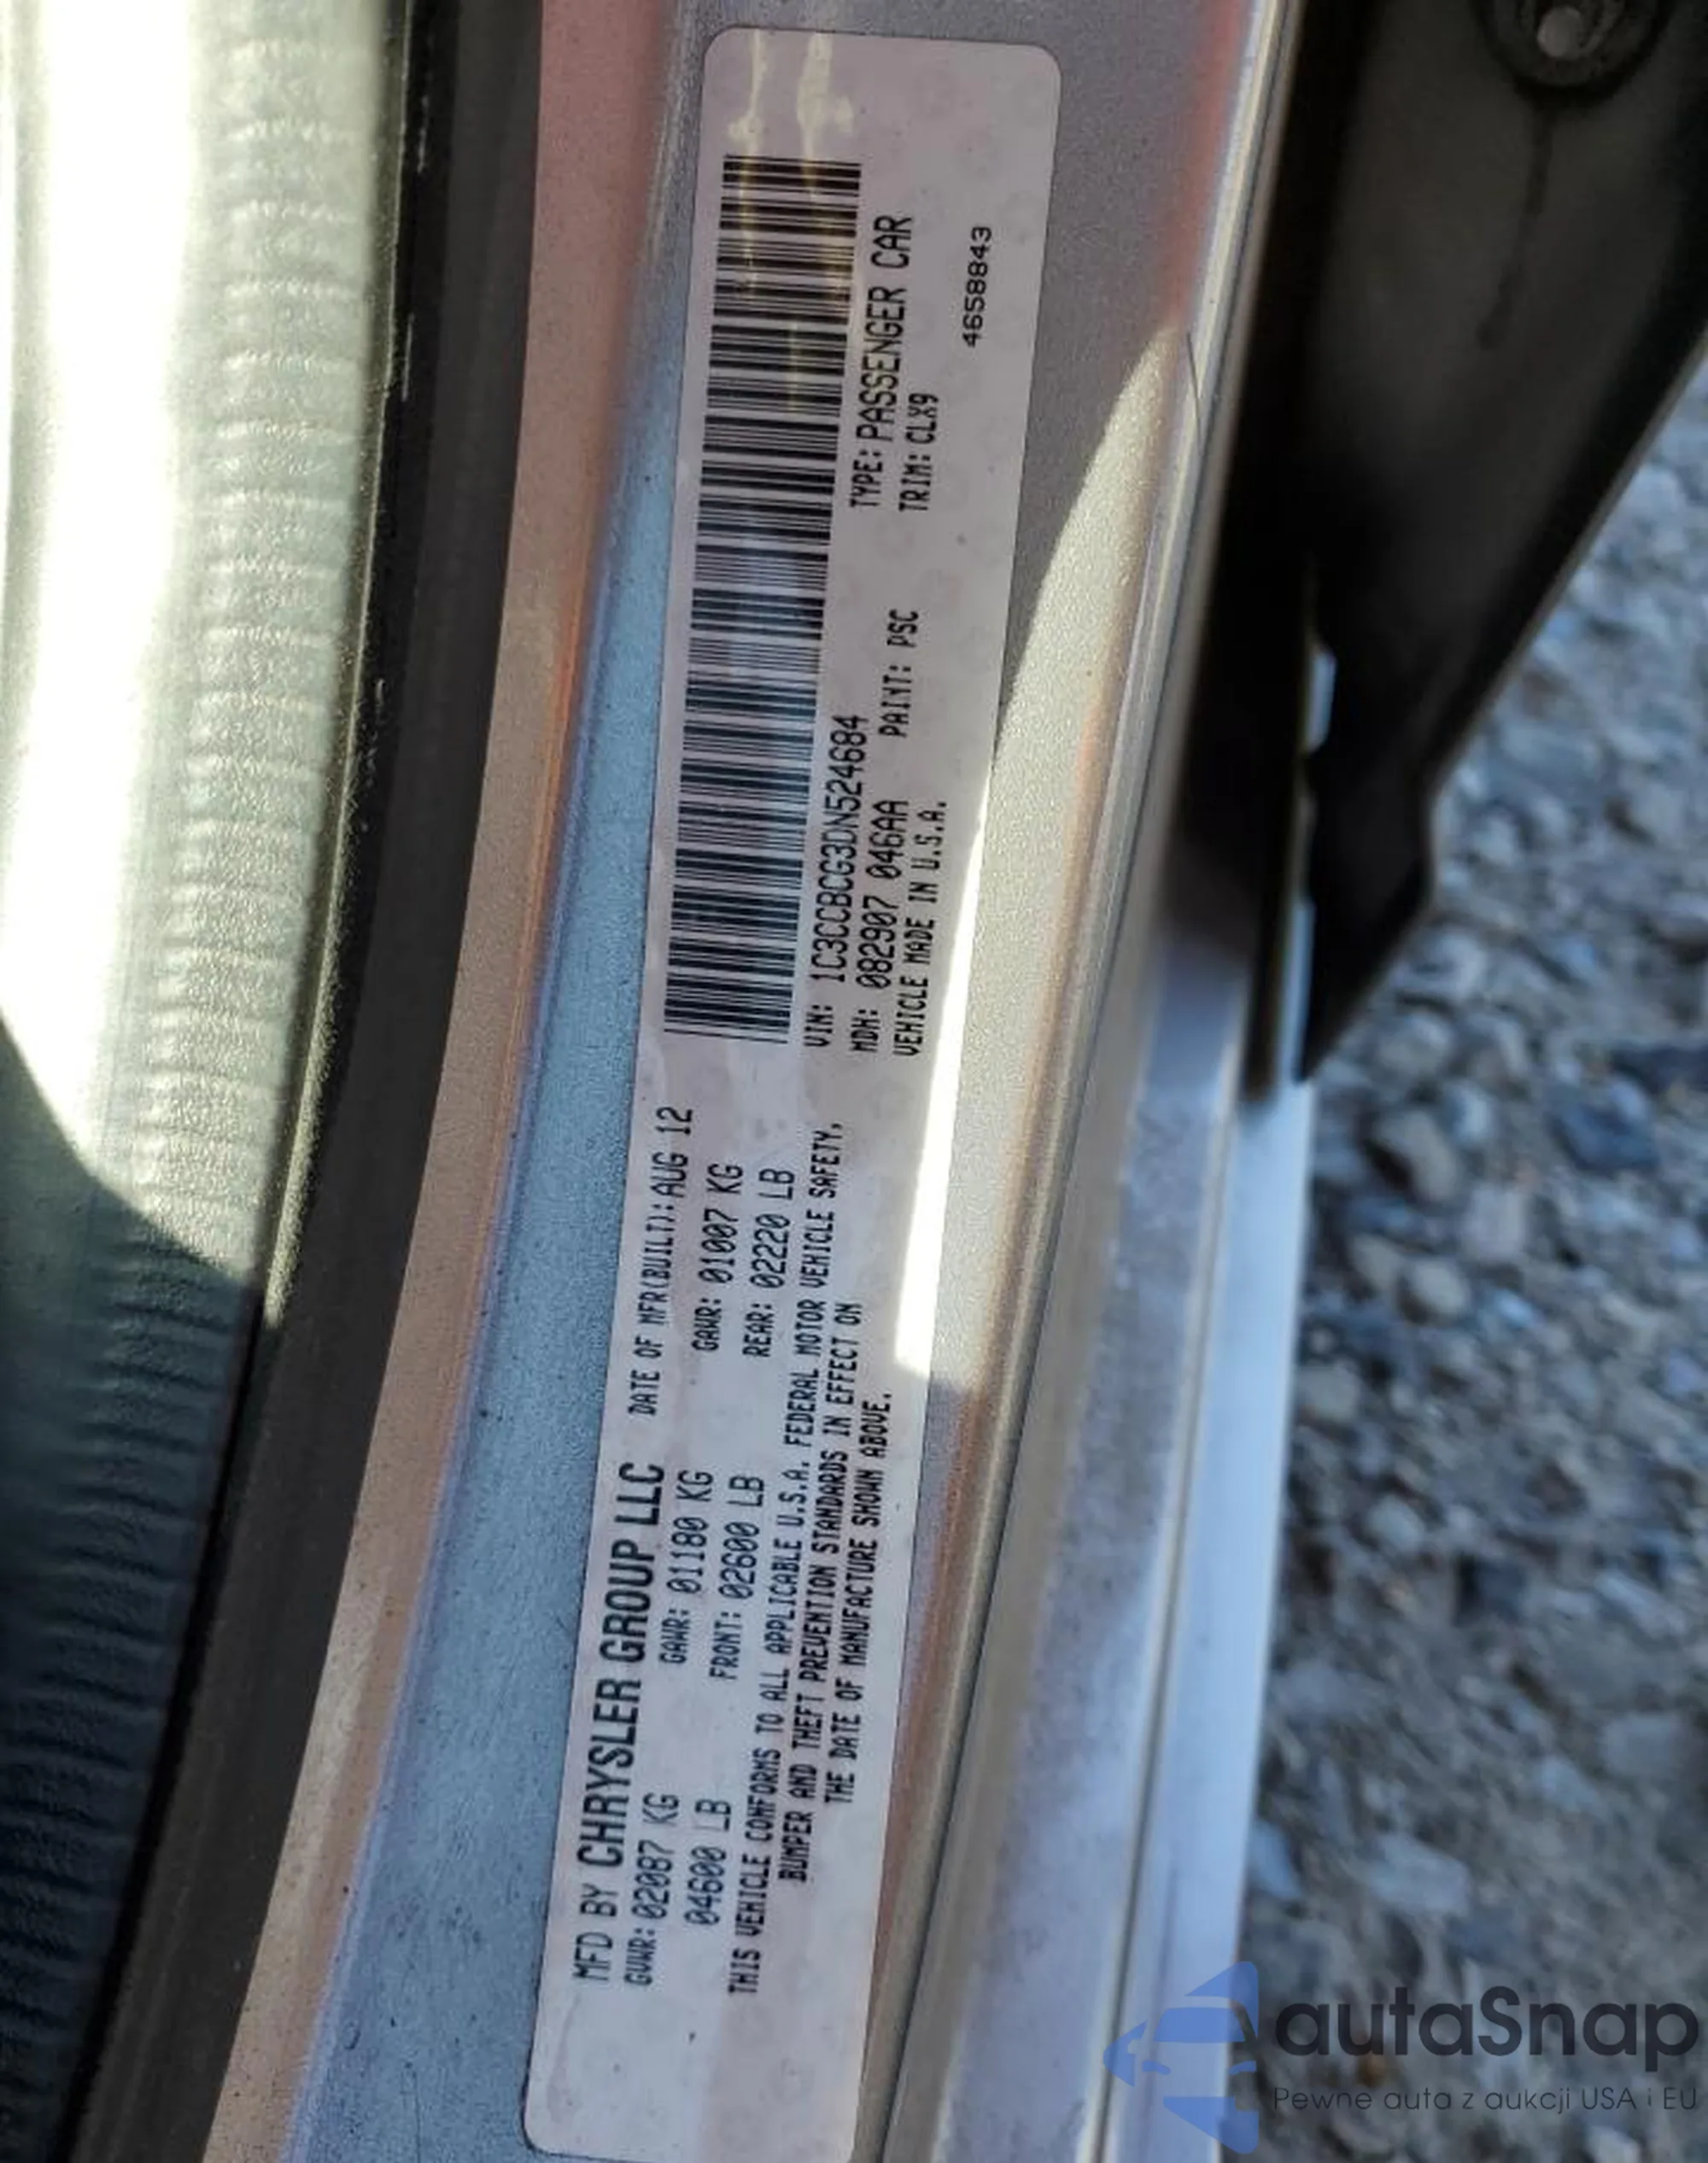 MFD BY CHRYSLER GROUP LLC DATE OF MFR(BUILT): AUG 12
GVWR: 02087 KG GAWR: 01180 KG GAWR: 01007 KG
04600 LB FRONT: 02600 LB REAR: 02220 LB
THIS VEHICLE CONFORMS TO ALL APPLICABLE U.S.A. FEDERAL MOTOR VEHICLE SAFETY,
BUMPER AND THEFT PREVENTION STANDARDS IN EFFECT ON
THE DATE OF MANUFACTURE SHOWN ABOVE.
VIN: 1C3CCBCG3DN524684 TYPE: PASSENGER CAR
MDH: 082907 046AA PAINT: PSC TRIM: CLX9
VEHICLE MADE IN U.S.A.
4658843
autaSnap
Pewne auta z aukcji USA i EU